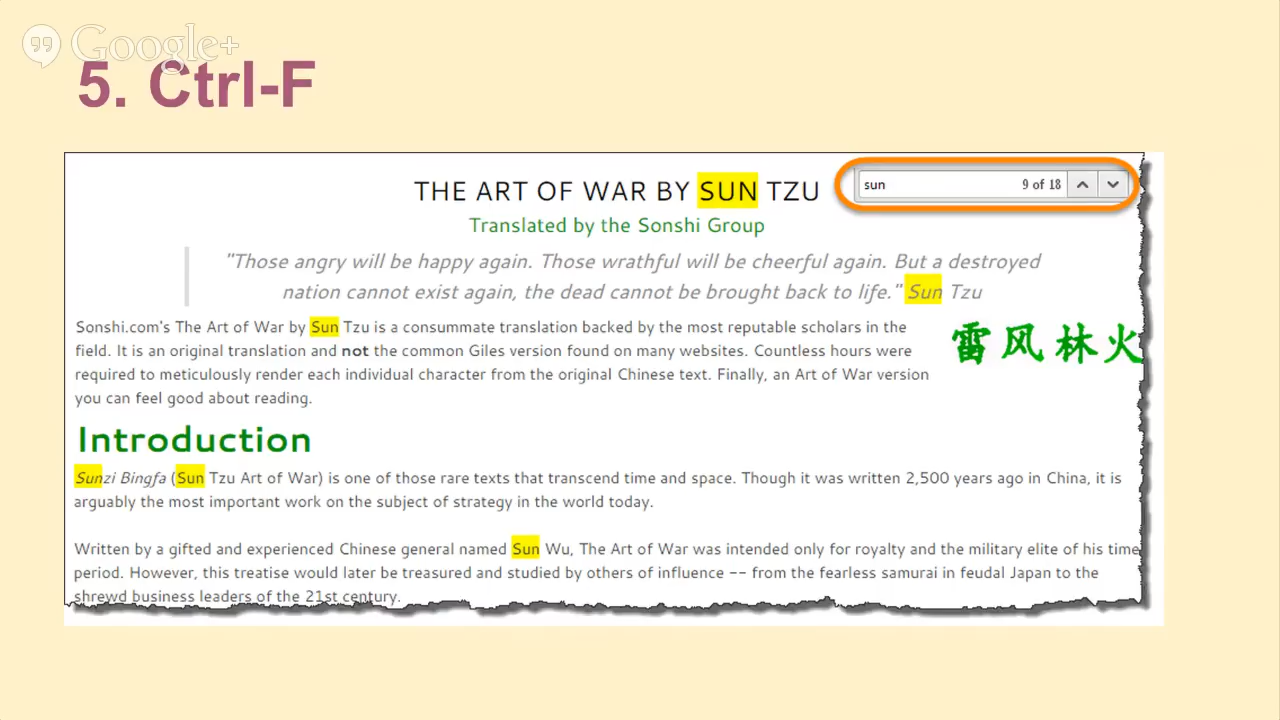 Google+
5. Ctrl-F
THE ART OF WAR BY SUN TZU
sun 9 of 18
Translated by the Sonshi Group
"Those angry will be happy again. Those wrathful will be cheerful again. But a destroyed
nation cannot exist again, the dead cannot be brought back to life." Sun Tzu
Sonshi.com's The Art of War by Sun Tzu is a consummate translation backed by the most reputable scholars in the
field. It is an original translation and not the common Giles version found on many websites. Countless hours were
required to meticulously render each individual character from the original Chinese text. Finally, an Art of War version
you can feel good about reading.
雷风林火
Introduction
Sunzi Bingfa (Sun Tzu Art of War) is one of those rare texts that transcend time and space. Though it was written 2,500 years ago in China, it is
arguably the most important work on the subject of strategy in the world today.
Written by a gifted and experienced Chinese general named Sun Wu, The Art of War was intended only for royalty and the military elite of his time
period. However, this treatise would later be treasured and studied by others of influence -- from the fearless samurai in feudal Japan to the
shrewd business leaders of the 21st century.